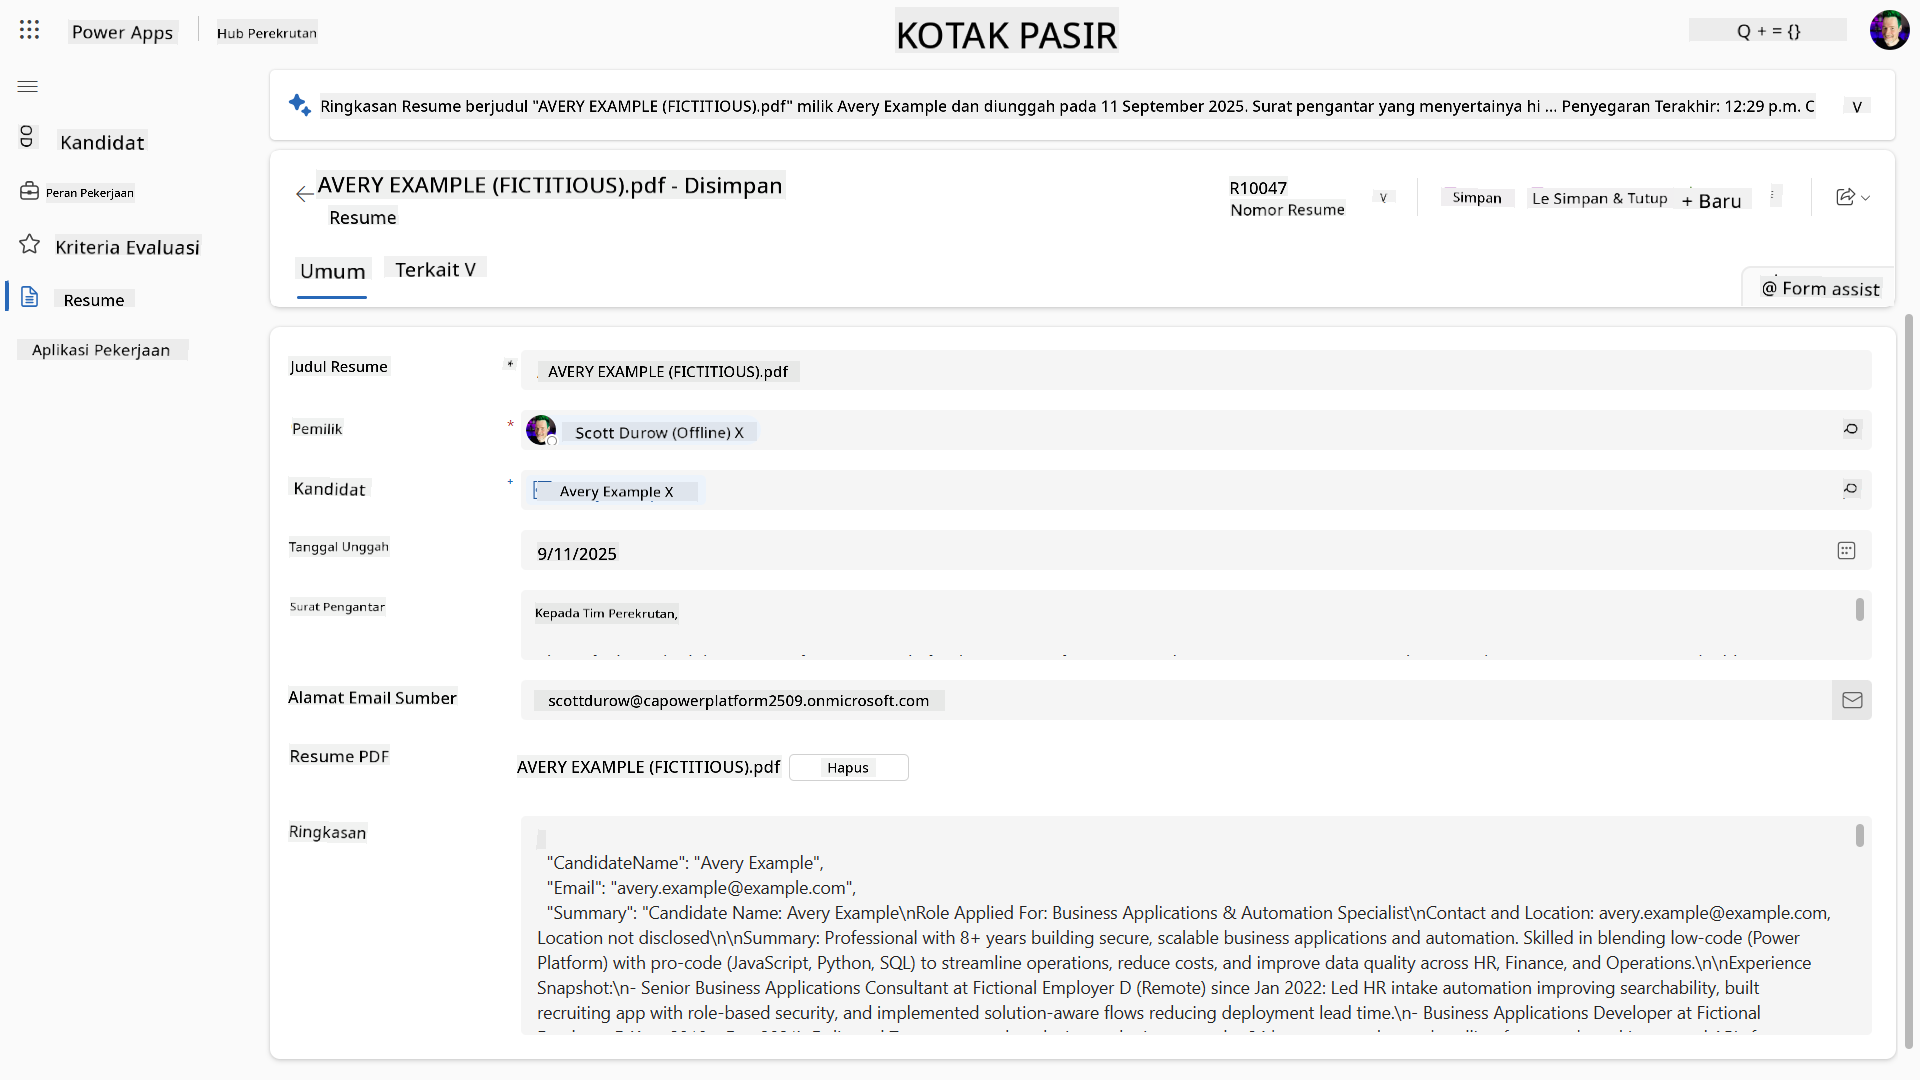 Power Apps
Hub Perekrutan
KOTAK PASIR
Q + = {}
Kandidat
Peran Pekerjaan
Kriteria Evaluasi
Resume
Aplikasi Pekerjaan
Ringkasan Resume berjudul "AVERY EXAMPLE (FICTITIOUS).pdf" milik Avery Example dan diunggah pada 11 September 2025. Surat pengantar yang menyertainya hi ... Penyegaran Terakhir: 12:29 p.m. C V
AVERY EXAMPLE (FICTITIOUS).pdf - Disimpan
Resume
R10047
Nomor Resume
V
Simpan
Le Simpan & Tutup
+ Baru
Umum
Terkait V
@ Form assist
Judul Resume *
AVERY EXAMPLE (FICTITIOUS).pdf
Pemilik *
Scott Durow (Offline) X
Kandidat +
Avery Example X
Tanggal Unggah
9/11/2025
Surat Pengantar
Kepada Tim Perekrutan,
Alamat Email Sumber
scottdurow@capowerplatform2509.onmicrosoft.com
Resume PDF
AVERY EXAMPLE (FICTITIOUS).pdf
Hapus
Ringkasan
"CandidateName": "Avery Example",
"Email": "avery.example@example.com",
"Summary": "Candidate Name: Avery Example\nRole Applied For: Business Applications & Automation Specialist\nContact and Location: avery.example@example.com,
Location not disclosed\n\nSummary: Professional with 8+ years building secure, scalable business applications and automation. Skilled in blending low-code (Power
Platform) with pro-code (JavaScript, Python, SQL) to streamline operations, reduce costs, and improve data quality across HR, Finance, and Operations.\n\nExperience
Snapshot:\n- Senior Business Applications Consultant at Fictional Employer D (Remote) since Jan 2022: Led HR intake automation improving searchability, built
recruiting app with role-based security, and implemented solution-aware flows reducing deployment lead time.\n- Business Applications Developer at Fictional